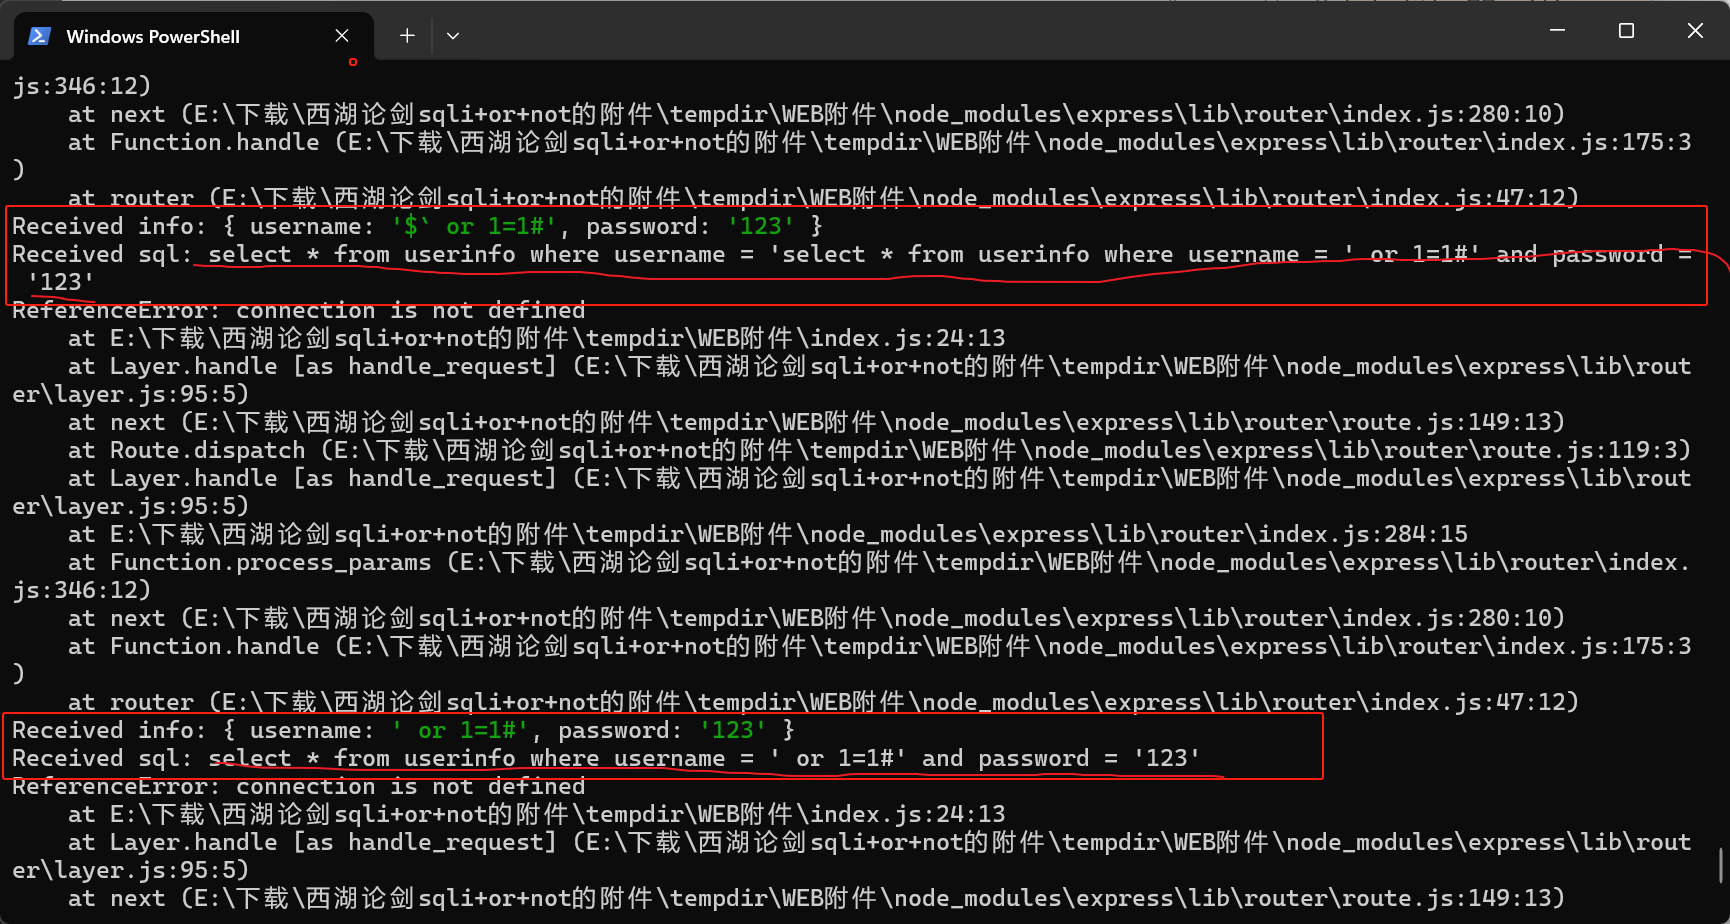 Windows PowerShell
js:346:12)
at next (E:\下载\西湖论剑sqli+or+not的附件\tempdir\WEB附件\node_modules\express\lib\router\index.js:280:10)
at Function.handle (E:\下载\西湖论剑sqli+or+not的附件\tempdir\WEB附件\node_modules\express\lib\router\index.js:175:3
)
at router (E:\下载\西湖论剑sqli+or+not的附件\tempdir\WEB附件\node_modules\express\lib\router\index.js:47:12)
Received info: { username: '$` or 1=1#', password: '123' }
Received sql: select * from userinfo where username = 'select * from userinfo where username = ' or 1=1#' and password =
'123'
ReferenceError: connection is not defined
at E:\下载\西湖论剑sqli+or+not的附件\tempdir\WEB附件\index.js:24:13
at Layer.handle [as handle_request] (E:\下载\西湖论剑sqli+or+not的附件\tempdir\WEB附件\node_modules\express\lib\rout
er\layer.js:95:5)
at next (E:\下载\西湖论剑sqli+or+not的附件\tempdir\WEB附件\node_modules\express\lib\router\route.js:149:13)
at Route.dispatch (E:\下载\西湖论剑sqli+or+not的附件\tempdir\WEB附件\node_modules\express\lib\router\route.js:119:3)
at Layer.handle [as handle_request] (E:\下载\西湖论剑sqli+or+not的附件\tempdir\WEB附件\node_modules\express\lib\rout
er\layer.js:95:5)
at E:\下载\西湖论剑sqli+or+not的附件\tempdir\WEB附件\node_modules\express\lib\router\index.js:284:15
at Function.process_params (E:\下载\西湖论剑sqli+or+not的附件\tempdir\WEB附件\node_modules\express\lib\router\index.
js:346:12)
at next (E:\下载\西湖论剑sqli+or+not的附件\tempdir\WEB附件\node_modules\express\lib\router\index.js:280:10)
at Function.handle (E:\下载\西湖论剑sqli+or+not的附件\tempdir\WEB附件\node_modules\express\lib\router\index.js:175:3
)
at router (E:\下载\西湖论剑sqli+or+not的附件\tempdir\WEB附件\node_modules\express\lib\router\index.js:47:12)
Received info: { username: ' or 1=1#', password: '123' }
Received sql: select * from userinfo where username = ' or 1=1#' and password = '123'
ReferenceError: connection is not defined
at E:\下载\西湖论剑sqli+or+not的附件\tempdir\WEB附件\index.js:24:13
at Layer.handle [as handle_request] (E:\下载\西湖论剑sqli+or+not的附件\tempdir\WEB附件\node_modules\express\lib\rout
er\layer.js:95:5)
at next (E:\下载\西湖论剑sqli+or+not的附件\tempdir\WEB附件\node_modules\express\lib\router\route.js:149:13)